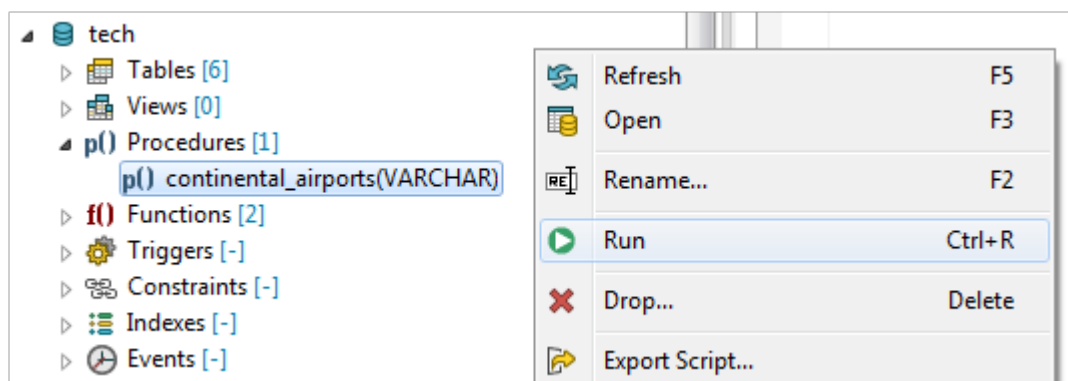 tech
Tables [6]
Views [0]
p() Procedures [1]
p() continental_airports(VARCHAR)
f() Functions [2]
Triggers [-]
Constraints [-]
Indexes [-]
Events [-]
Refresh F5
Open F3
RE Rename... F2
Run Ctrl+R
Drop... Delete
Export Script...